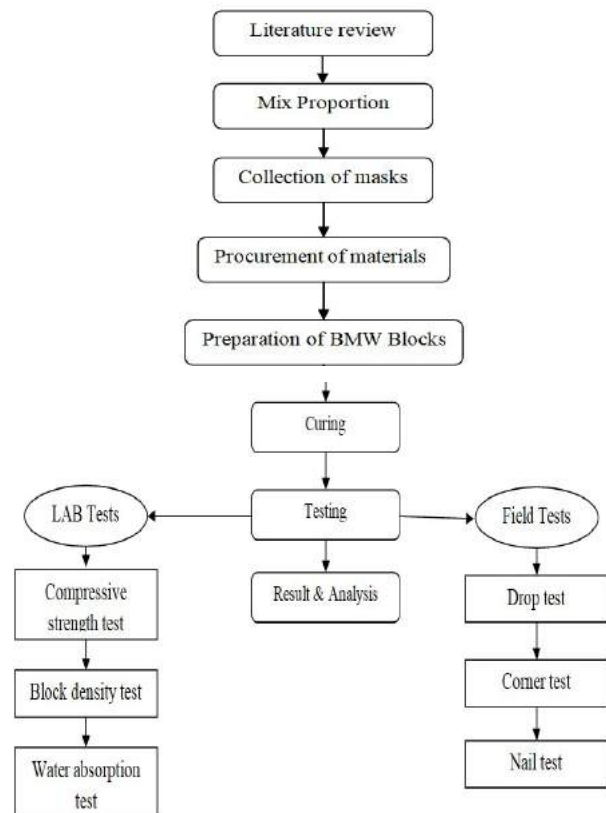 Literature review
Mix Proportion
Collection of masks
Procurement of materials
Preparation of BMW Blocks
Curing
LAB Tests
Testing
Field Tests
Compressive
strength test
Result & Analysis
Drop test
Block density test
Corner test
Water absorption
test
Nail test